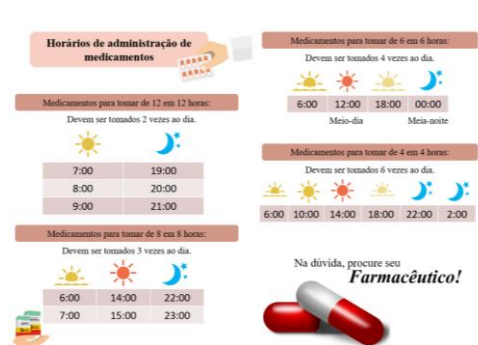 Horários de administração de
medicamentos
Medicamentos para tomar de 12 em 12 horas:
Devem ser tomados 2 vezes ao dia.
7:00 19:00
8:00 20:00
9:00 21:00
Medicamentos para tomar de 8 em 8 horas:
Devem ser tomados 3 vezes ao dia.
6:00 14:00 22:00
7:00 15:00 23:00
Medicamentos para tomar de 6 em 6 horas:
Devem ser tomados 4 vezes ao dia.
6:00 12:00 18:00 00:00
Meio-dia Meia-noite
Medicamentos para tomar de 4 em 4 horas:
Devem ser tomados 6 vezes ao dia.
6:00 10:00 14:00 18:00 22:00 2:00
Na dúvida, procure seu
Farmacêutico!